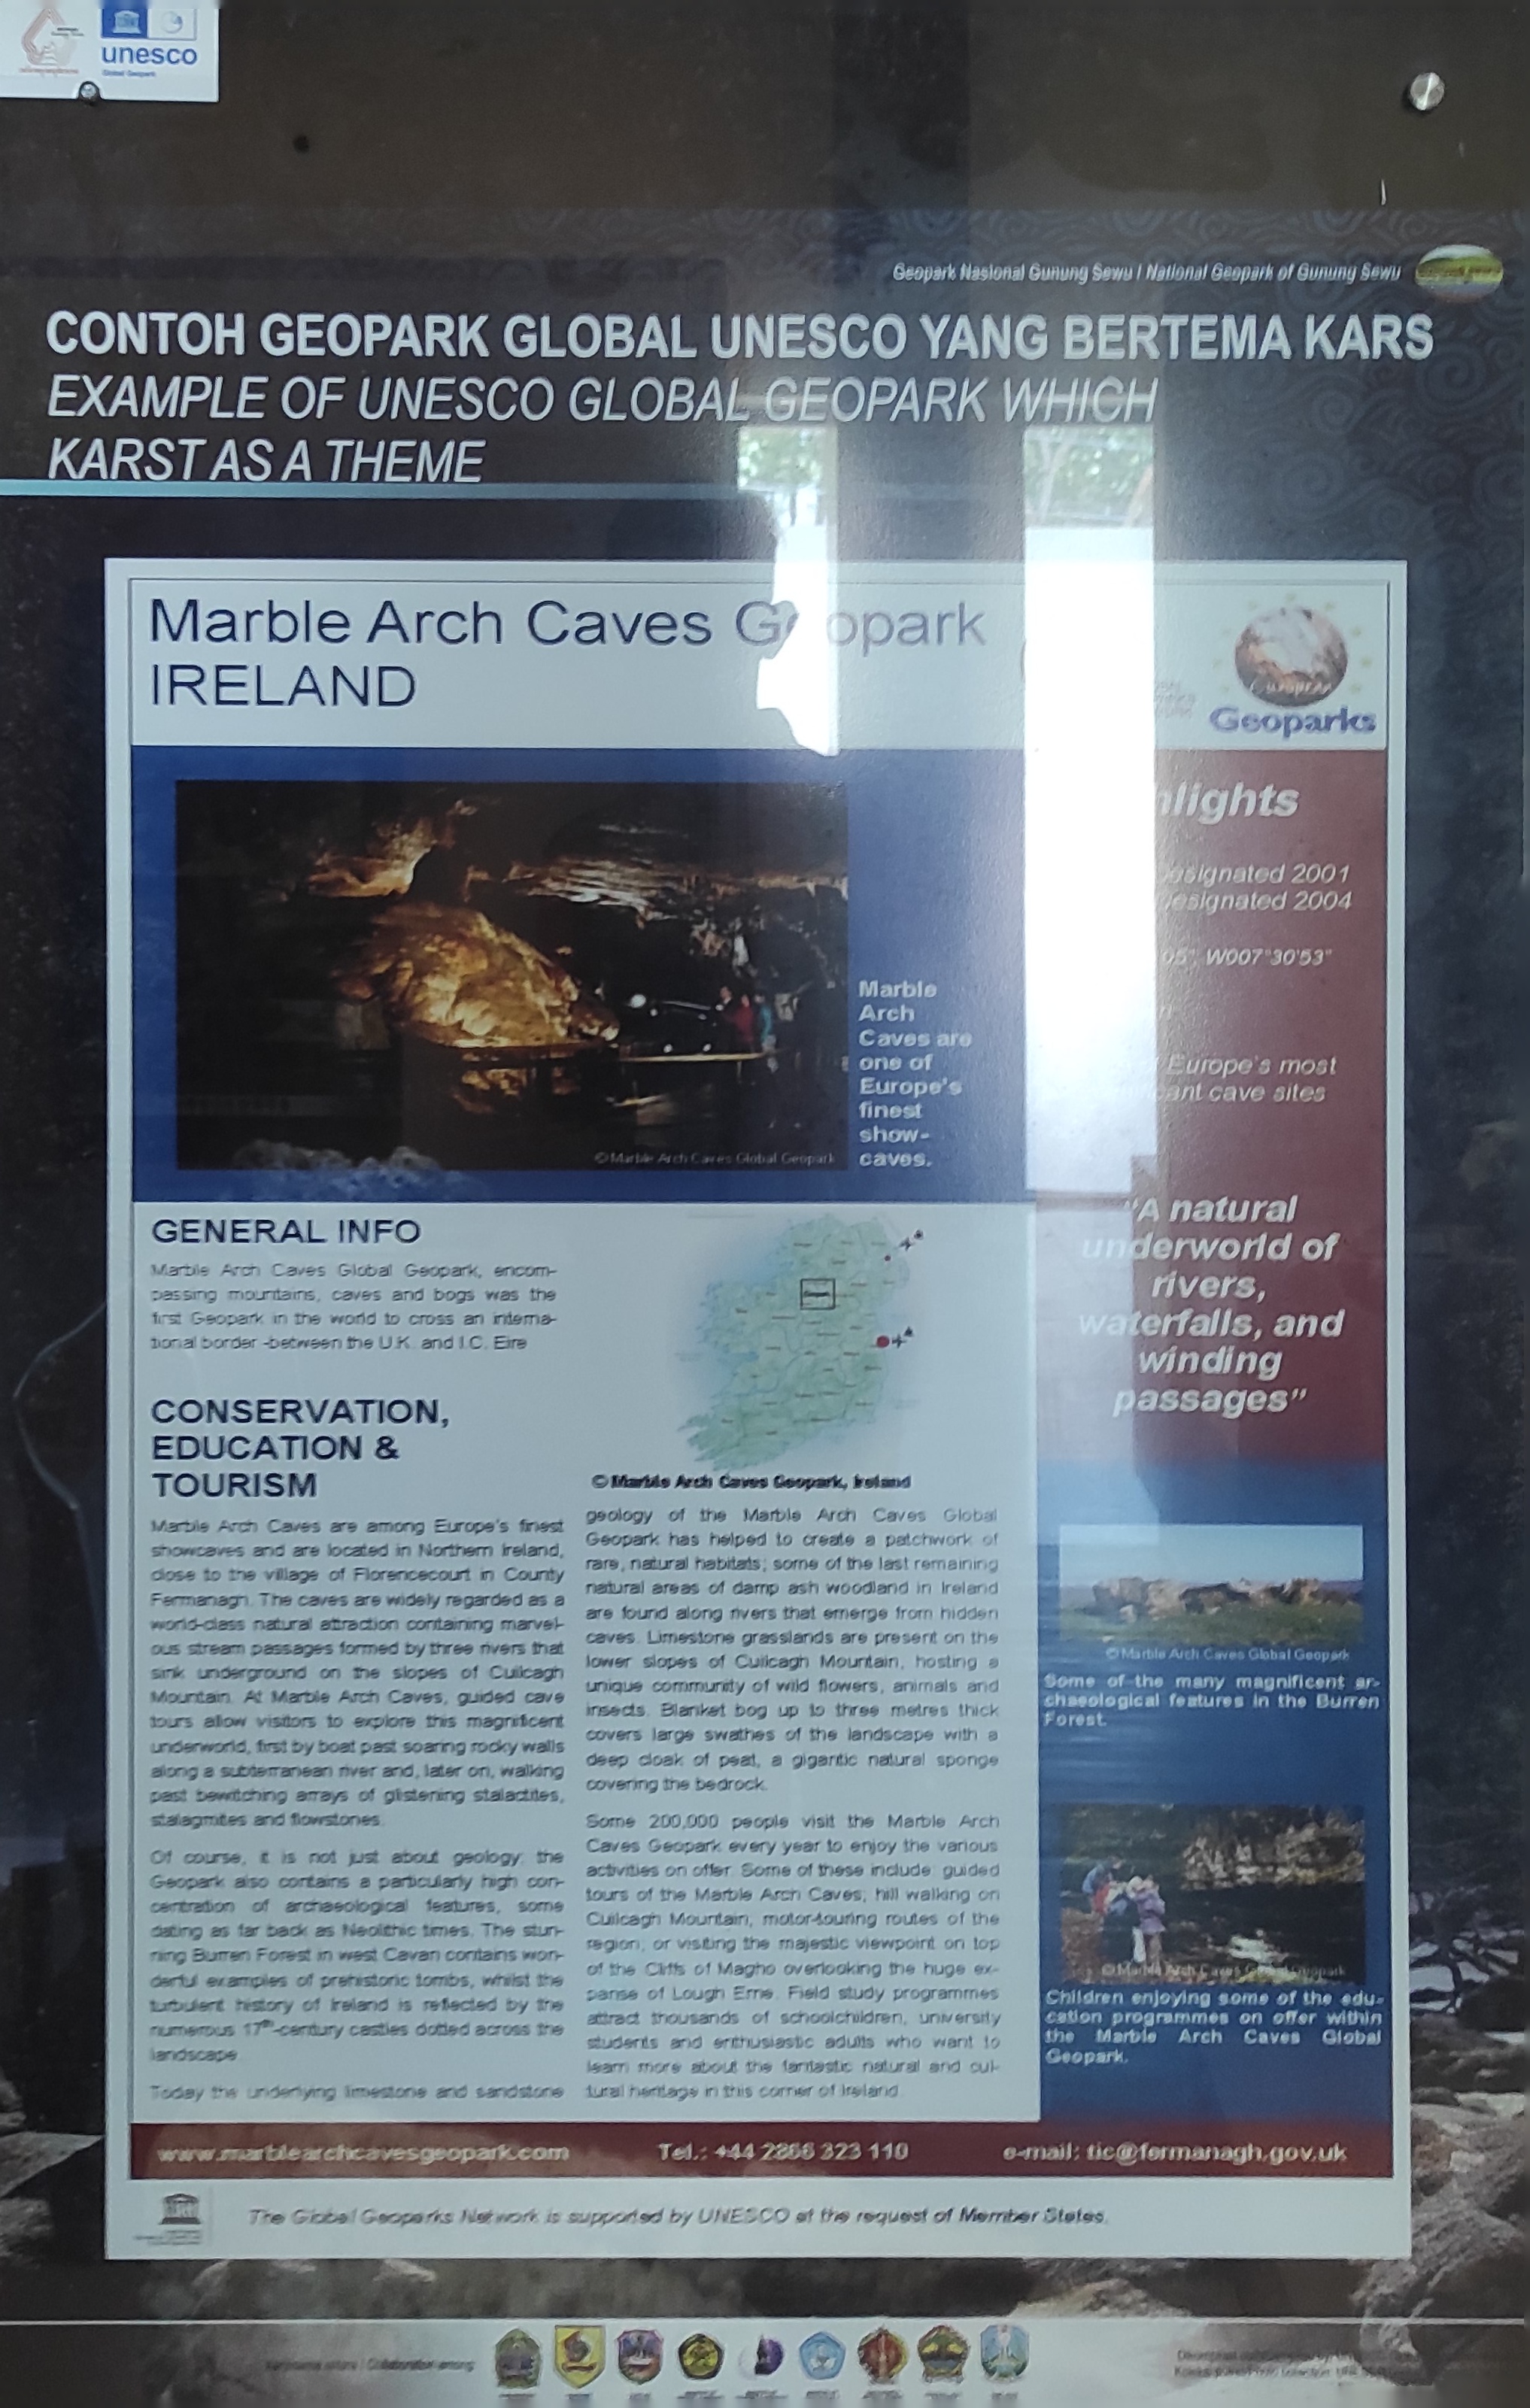 unesco
Global Geopark
Geopark Nasional Gunung Sewu / National Geopark of Gunung Sewu
CONTOH GEOPARK GLOBAL UNESCO YANG BERTEMA KARS
EXAMPLE OF UNESCO GLOBAL GEOPARK WHICH
KARST AS A THEME
Marble Arch Caves Geopark
IRELAND
European
Geoparks
Marble
Arch
Caves are
one of
Europe's
finest
show-
caves.
© Marble Arch Caves Global Geopark
hlights
esignated 2001
esignated 2004
05", W007°30'53"
Europe's most
cant cave sites
"A natural
underworld of
rivers,
waterfalls, and
winding
passages"
GENERAL INFO
Marble Arch Caves Global Geopark, encom-
passing mountains, caves and bogs was the
first Geopark in the world to cross an interna-
tional border -between the U.K. and I.C. Eire
CONSERVATION,
EDUCATION &
TOURISM
Marble Arch Caves are among Europe's finest
showcaves and are located in Northern Ireland,
close to the village of Florencecourt in County
Fermanagh. The caves are widely regarded as a
world-class natural attraction containing marvel-
ous stream passages formed by three rivers that
sink underground on the slopes of Cuilcagh
Mountain. At Marble Arch Caves, guided cave
tours allow visitors to explore this magnificent
underworld, first by boat past soaring rocky walls
along a subterranean river and, later on, walking
past bewitching arrays of glistening stalactites,
stalagmites and flowstones.
Of course, it is not just about geology; the
Geopark also contains a particularly high con-
centration of archaeological features, some
dating as far back as Neolithic times. The stun-
ning Burren Forest in west Cavan contains won-
derful examples of prehistoric tombs, whilst the
turbulent history of Ireland is reflected by the
numerous 17th-century castles dotted across the
landscape.
Today the underlying limestone and sandstone
© Marble Arch Caves Geopark, Ireland
geology of the Marble Arch Caves Global
Geopark has helped to create a patchwork of
rare, natural habitats; some of the last remaining
natural areas of damp ash woodland in Ireland
are found along rivers that emerge from hidden
caves. Limestone grasslands are present on the
lower slopes of Cuilcagh Mountain, hosting a
unique community of wild flowers, animals and
insects. Blanket bog up to three metres thick
covers large swathes of the landscape with a
deep cloak of peat, a gigantic natural sponge
covering the bedrock.
Some 200,000 people visit the Marble Arch
Caves Geopark every year to enjoy the various
activities on offer. Some of these include: guided
tours of the Marble Arch Caves; hill walking on
Cuilcagh Mountain; motor-touring routes of the
region; or visiting the majestic viewpoint on top
of the Cliffs of Magho overlooking the huge ex-
panse of Lough Erne. Field study programmes
attract thousands of schoolchildren, university
students and enthusiastic adults who want to
learn more about the fantastic natural and cul-
tural heritage in this corner of Ireland.
© Marble Arch Caves Global Geopark
Some of the many magnificent ar-
chaeological features in the Burren
Forest.
© Marble Arch Caves Global Geopark
Children enjoying some of the edu-
cation programmes on offer within
the Marble Arch Caves Global
Geopark.
www.marblearchcavesgeopark.com
Tel.: +44 2866 323 110
e-mail: tic@fermanagh.gov.uk
The Global Geoparks Network is supported by UNESCO at the request of Member States.